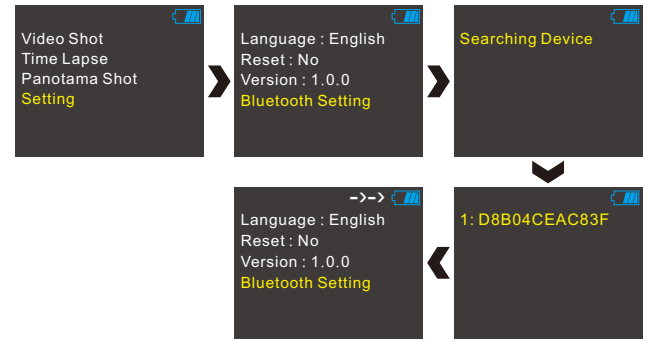 Video Shot
Time Lapse
Panotama Shot
Setting
Language : English
Reset : No
Version : 1.0.0
Bluetooth Setting
Searching Device
1: D8B04CEAC83F
->->
Language : English
Reset : No
Version : 1.0.0
Bluetooth Setting